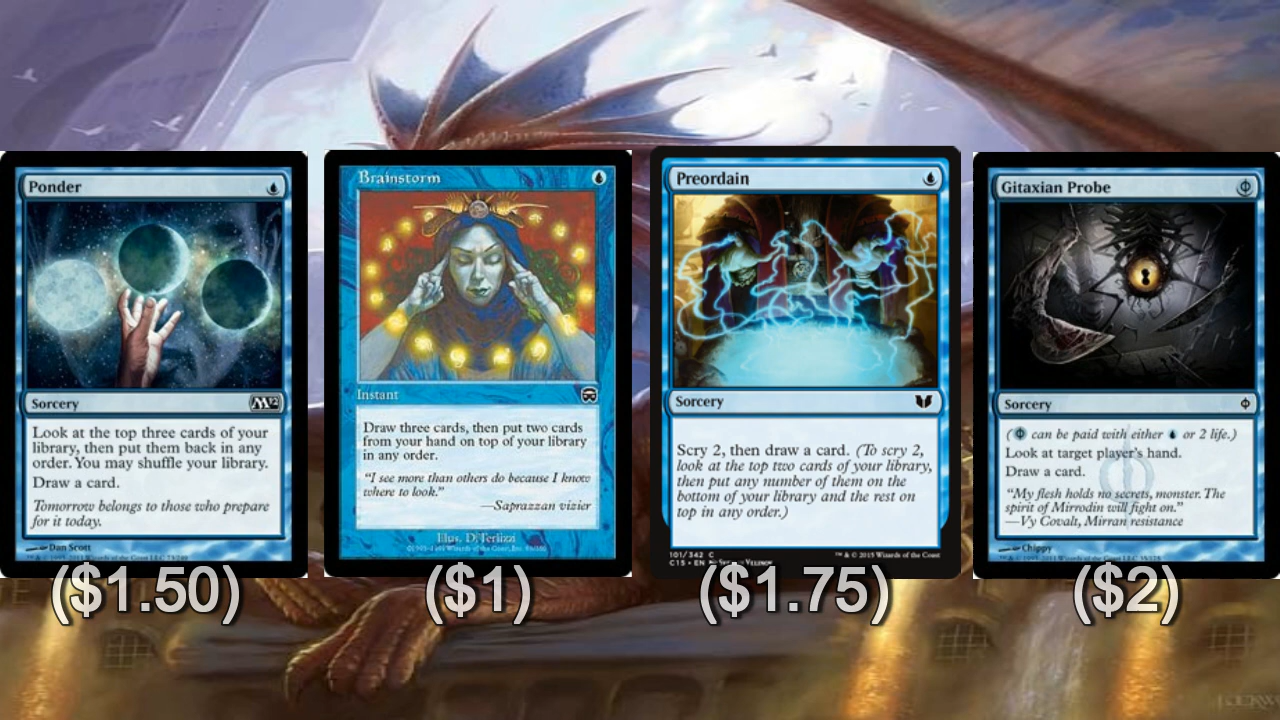 Ponder
Sorcery
M12
Look at the top three cards of your
library, then put them back in any
order. You may shuffle your library.
Draw a card.
Tomorrow belongs to those who prepare
for it today.
Dan Scott
($1.50)
Brainstorm
Instant
Draw three cards, then put two cards
from your hand on top of your library
in any order.
“I see more than others do because I know
where to look.”
—Saprazzan vizier
Illus. DiTerlizzi
($1)
Preordain
Sorcery
Scry 2, then draw a card. (To scry 2,
look at the top two cards of your library,
then put any number of them on the
bottom of your library and the rest on
top in any order.)
101/342 C
C15 • EN
™ & © 2015 Wizards of the Coast
($1.75)
Gitaxian Probe
Sorcery
( can be paid with either or 2 life.)
Look at target player's hand.
Draw a card.
“My flesh holds no secrets, monster. The
spirit of Mirrodin will fight on.”
—Vy Covalt, Mirran resistance
Chippy
($2)